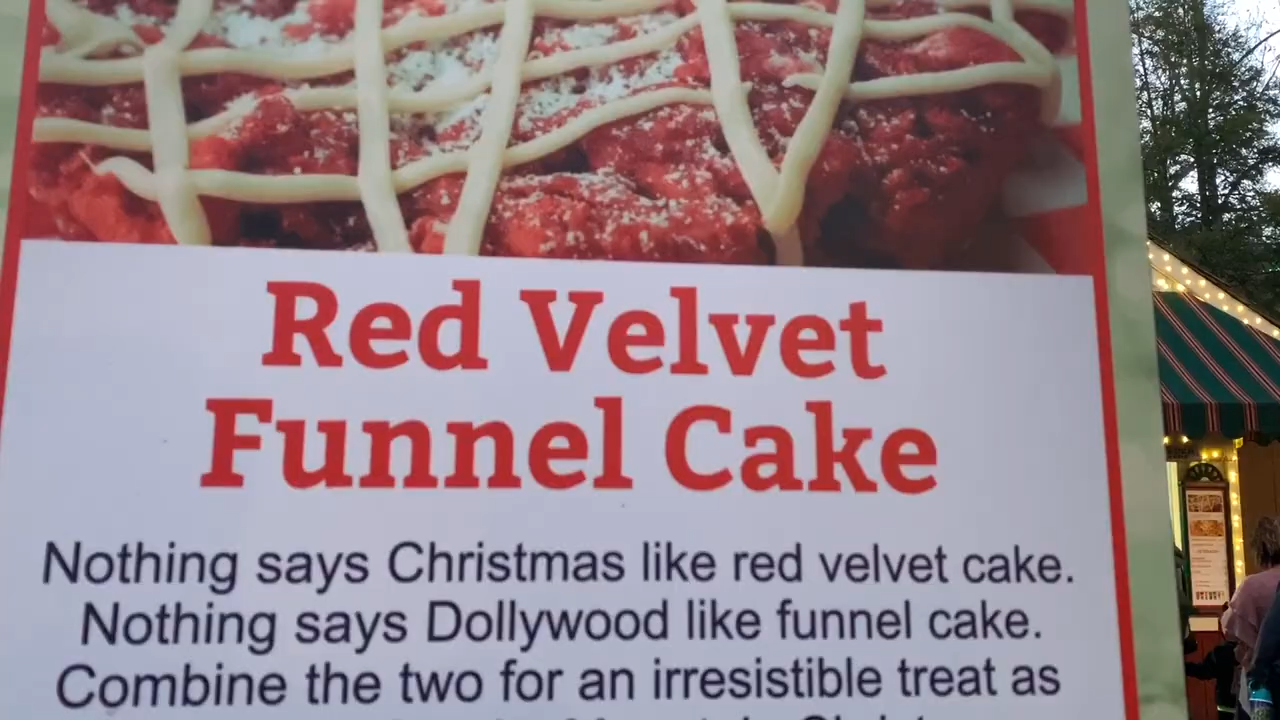 Red Velvet
Funnel Cake
Nothing says Christmas like red velvet cake.
Nothing says Dollywood like funnel cake.
Combine the two for an irresistible treat as